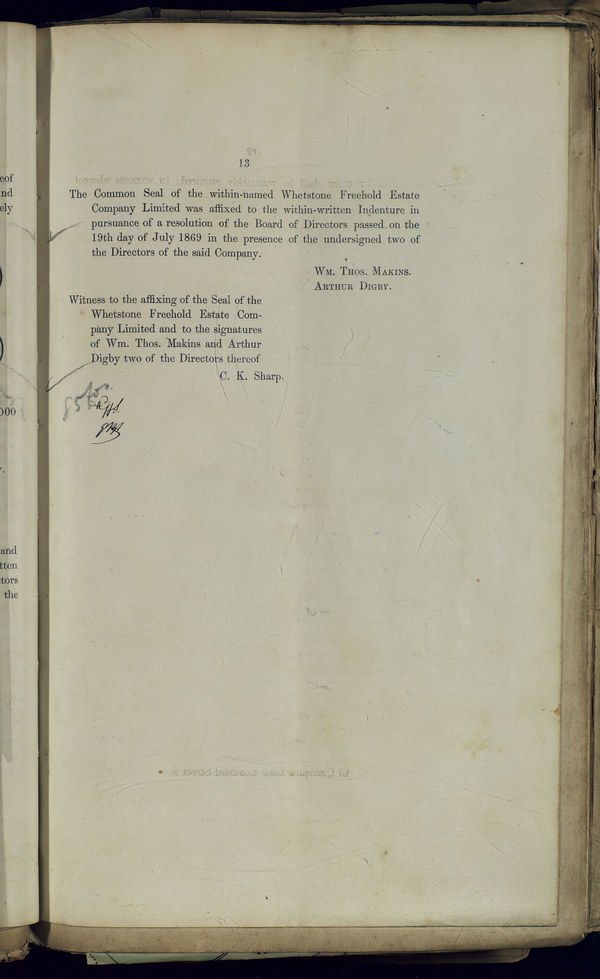 13
The Common Seal of the within-named Whetstone Freehold Estate
Company Limited was affixed to the within-written Indenture in
pursuance of a resolution of the Board of Directors passed on the
19th day of July 1869 in the presence of the undersigned two of
the Directors of the said Company.
Wm. Thos. Makins.
Arthur Digby.
Witness to the affixing of the Seal of the
Whetstone Freehold Estate Com-
pany Limited and to the signatures
of Wm. Thos. Makins and Arthur
Digby two of the Directors thereof
C. K. Sharp.
eof
nd
ely
000
and
tten
tors
the